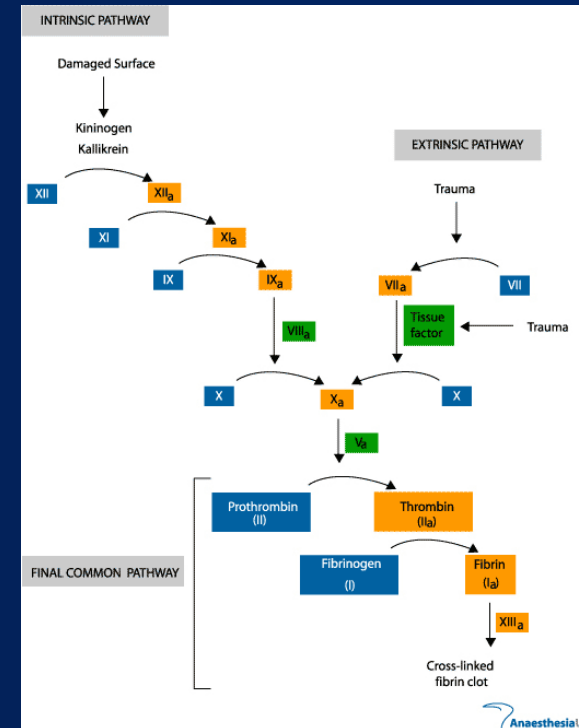 INTRINSIC PATHWAY
Damaged Surface
Kininogen
Kallikrein
EXTRINSIC PATHWAY
Trauma
XII
XIIa
XI
XIa
IX
IXa
VIIa
VII
VIIIa
Tissue
factor
Trauma
X
Xa
X
Va
Prothrombin
(II)
Thrombin
(IIa)
FINAL COMMON PATHWAY
Fibrinogen
(I)
Fibrin
(Ia)
XIIIa
Cross-linked
fibrin clot
Anaesthesia